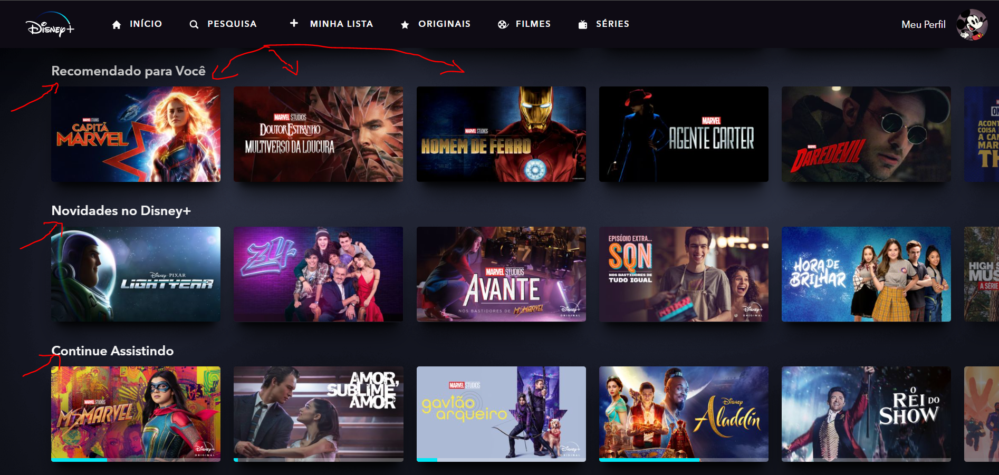 Disney+
INÍCIO
PESQUISA
MINHA LISTA
ORIGINAIS
FILMES
SÉRIES
Meu Perfil
Recomendado para Você
MARVEL STUDIOS
CAPITÃ
MARVEL
MARVEL STUDIOS
DOUTOR ESTRANHO
NO
MULTIVERSO DA LOUCURA
MARVEL STUDIOS
HOMEM DE FERRO
MARVEL
AGENTE CARTER
MARVEL
DAREDEVIL
ACONT
COISA
A CA
MAR
TH
Novidades no Disney+
Disney · PIXAR
LIGHTYEAR
Z4
MARVEL STUDIOS
AVANTE
NOS BASTIDORES DE MS MARVEL
Disney+
ORIGINAL
EPISÓDIO EXTRA...
SQN
NOS BASTIDORES DE
TUDO IGUAL
Disney+
ORIGINAL
HORA DE
BRILHAR
HIGH S
MUS
A SÉRIE
Continue Assistindo
MARVEL STUDIOS
MS MARVEL
Disney+
ORIGINAL
AMOR,
SUBLIME
AMOR
MARVEL STUDIOS
gavião
arqueiro
Disney+
ORIGINAL
Disney
Aladdin
O
REI DO
SHOW